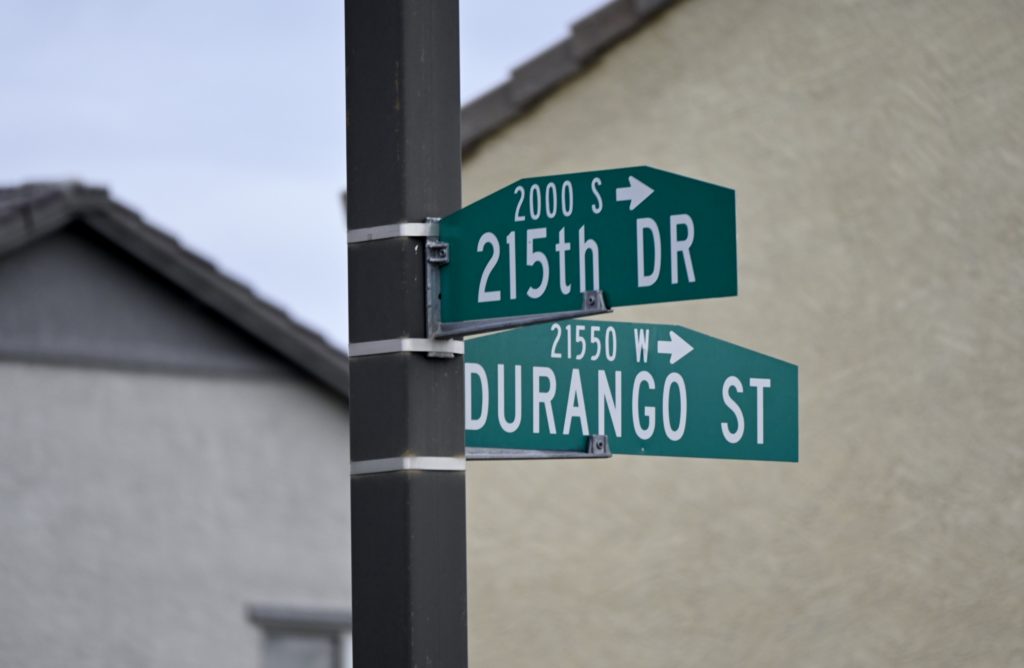 2000 S →
215th DR
21550 W →
DURANGO ST